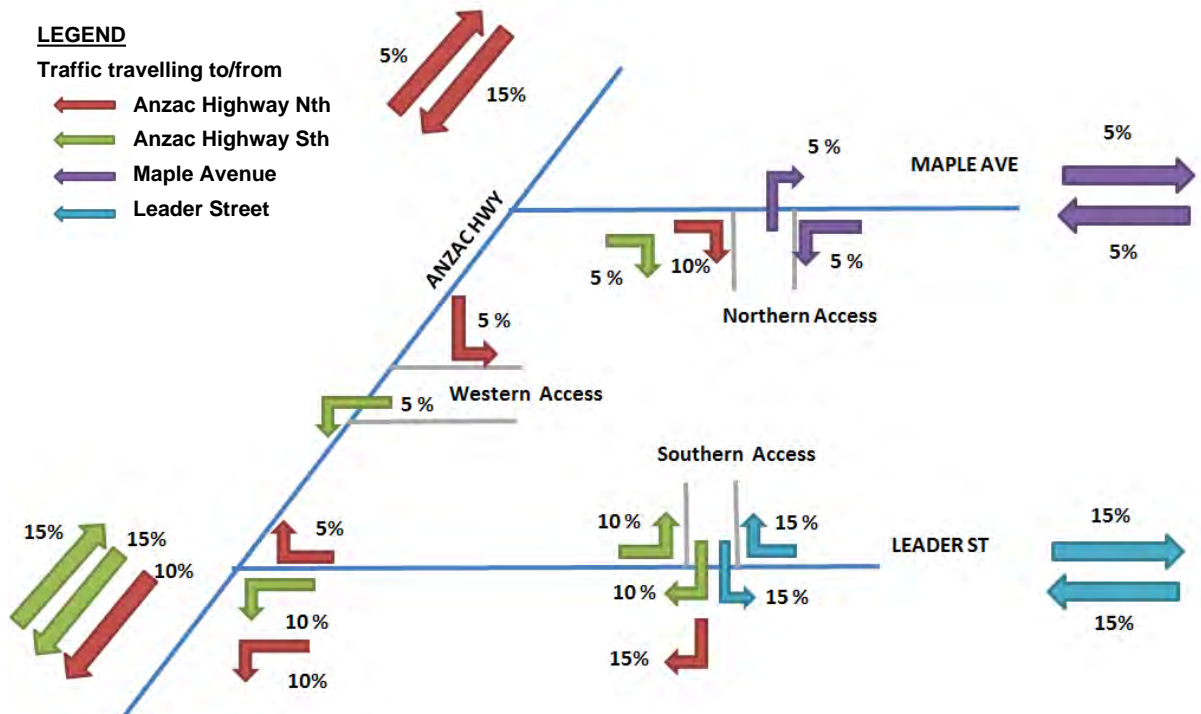 LEGEND
Traffic travelling to/from
Anzac Highway Nth
Anzac Highway Sth
Maple Avenue
Leader Street
5%
15%
ANZAC HWY
MAPLE AVE
5 %
5%
5%
5 %
10%
5 %
Northern Access
5 %
Western Access
5 %
Southern Access
15%
15%
10%
5%
10 %
10%
10 %
15 %
10 %
15 %
15%
LEADER ST
15%
15%